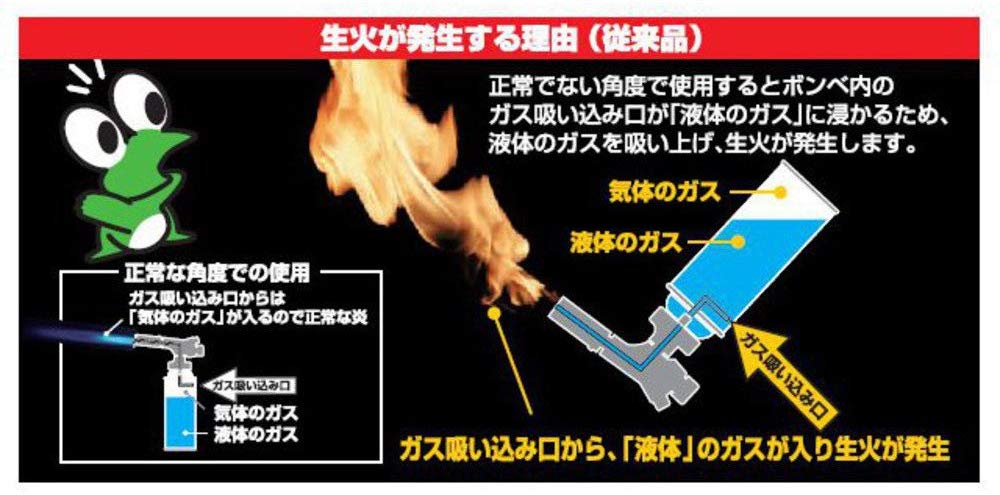 生火が発生する理由（従来品）
正常でない角度で使用するとボンベ内の
ガス吸い込み口が「液体のガス」に浸かるため、
液体のガスを吸い上げ、生火が発生します。
気体のガス
液体のガス
ガス吸い込み口
ガス吸い込み口から、「液体」のガスが入り生火が発生
正常な角度での使用
ガス吸い込み口からは
「気体のガス」が入るので正常な炎
ガス吸い込み口
気体のガス
液体のガス